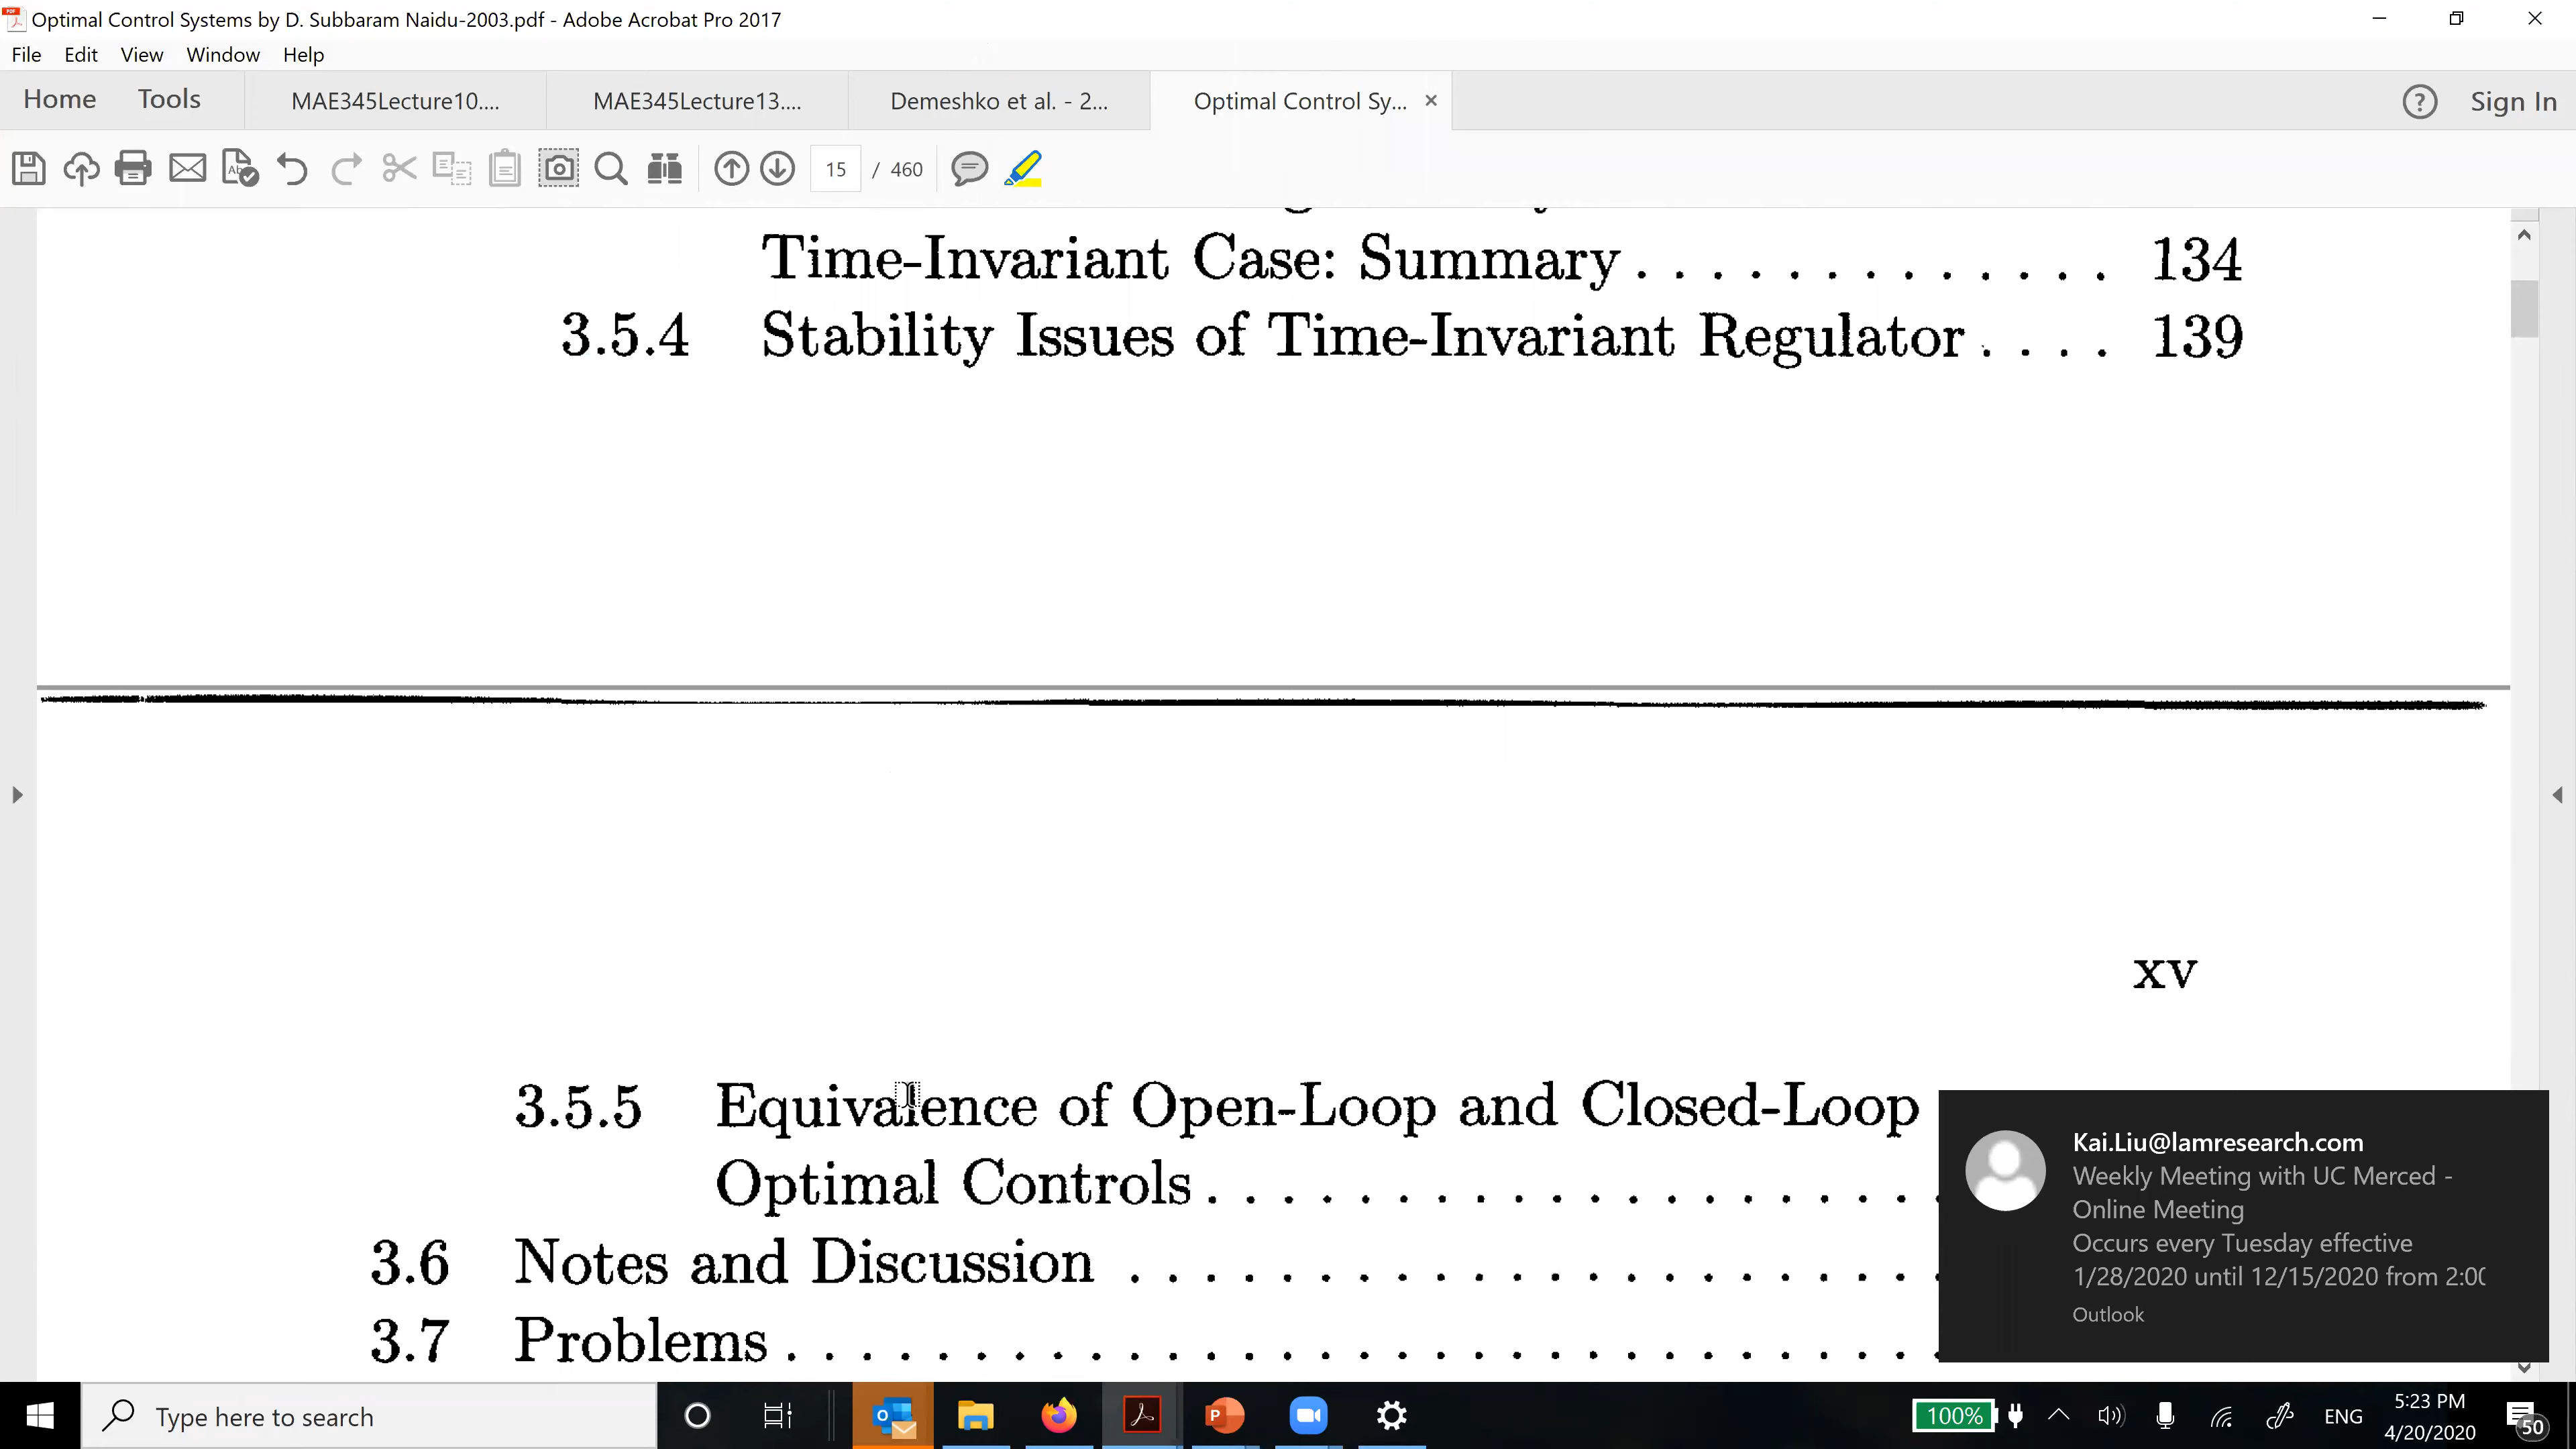 Optimal Control Systems by D. Subbaram Naidu-2003.pdf - Adobe Acrobat Pro 2017
File Edit View Window Help
Home Tools MAE345Lecture10.... MAE345Lecture13.... Demeshko et al. - 2... Optimal Control Sy... × Sign In
15 / 460
Time-Invariant Case: Summary . . . . . . . . . . . . . 134
3.5.4 Stability Issues of Time-Invariant Regulator . . . . 139
xv
3.5.5 Equivalence of Open-Loop and Closed-Loop
Optimal Controls . . . . . . . . . . . . . . . . . . . .
3.6 Notes and Discussion . . . . . . . . . . . . . . . . . . . . . .
3.7 Problems . . . . . . . . . . . . . . . . . . . . . . . . . . . . . . .
Kai.Liu@lamresearch.com
Weekly Meeting with UC Merced -
Online Meeting
Occurs every Tuesday effective
1/28/2020 until 12/15/2020 from 2:00
Outlook
Type here to search
100%
ENG
5:23 PM
4/20/2020
50